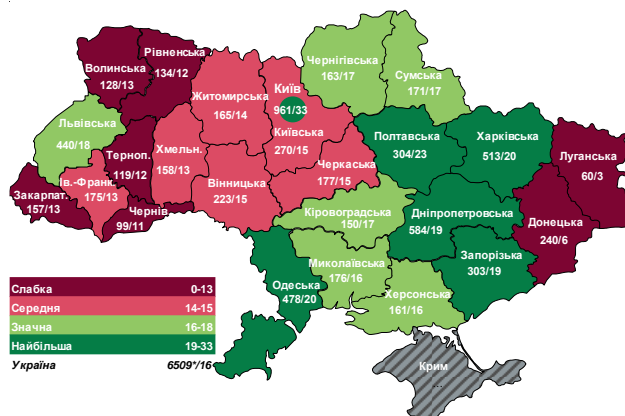 Волинська
128/13
Рівненська
134/12
Житомирська
165/14
Київ
961/33
Київська
270/15
Чернігівська
163/17
Сумська
171/17
Львівська
440/18
Терноп.
119/12
Хмельн.
158/13
Вінницька
223/15
Черкаська
177/15
Полтавська
304/23
Харківська
513/20
Луганська
60/3
Закарпат.
157/13
Ів.-Франк.
175/13
Чернів
99/11
Кіровоградська
150/17
Дніпропетровська
584/19
Донецька
240/6
Одеська
478/20
Миколаївська
176/16
Херсонська
161/16
Запорізька
303/19
Крим
...
Слабка 0-13
Середня 14-15
Значна 16-18
Найбільша 19-33
Україна 6509*/16